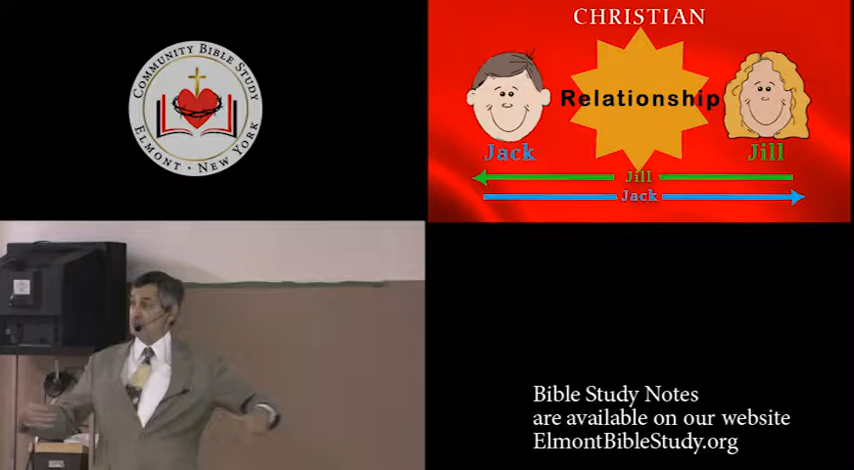 COMMUNITY BIBLE STUDY
ELMONT • NEW YORK
CHRISTIAN
Relationship
Jack
Jill
Jill
Jack
Bible Study Notes
are available on our website
ElmontBibleStudy.org